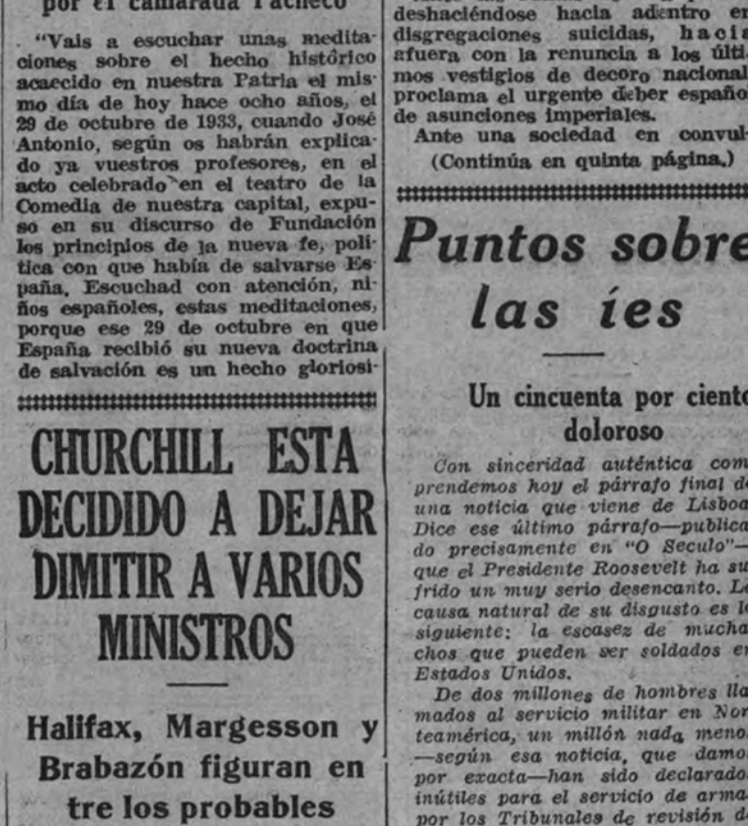 por el camarada Pacheco
"Vais a escuchar unas medita-
ciones sobre el hecho histórico
acaecido en nuestra Patria el mis-
mo día de hoy hace ocho años, el
29 de octubre de 1933, cuando José
Antonio, según os habrán explica-
do ya vuestros profesores, en el
acto celebrado en el teatro de la
Comedia de nuestra capital, expu-
so en su discurso de Fundación
los principios de la nueva fe, polí-
tica con que había de salvarse Es-
paña. Escuchad con atención, ni-
ños españoles, estas meditaciones,
porque ese 29 de octubre en que
España recibió su nueva doctrina
de salvación es un hecho gloriosi-
CHURCHILL ESTA
DECIDIDO A DEJAR
DIMITIR A VARIOS
MINISTROS
Halifax, Margesson y
Brabazón figuran en
tre los probables
deshaciéndose hacia adentro en
disgregaciones suicidas, hacia
afuera con la renuncia a los últi-
mos vestigios de decoro nacional
proclama el urgente deber español
de asunciones imperiales.
Ante una sociedad en convul-
(Continúa en quinta página.)
Puntos sobre
las íes
Un cincuenta por ciento
doloroso
Con sinceridad auténtica com-
prendemos hoy el párrafo final de
una noticia que viene de Lisboa.
Dice ese último párrafo—publica-
do precisamente en "O Seculo"—
que el Presidente Roosevelt ha su-
frido un muy serio desencanto. La
causa natural de su disgusto es la
siguiente: la escasez de mucha-
chos que pueden ser soldados en
Estados Unidos.
De dos millones de hombres lla-
mados al servicio militar en Nor-
teamérica, un millón nada menos
—según esa noticia, que damos
por exacta—han sido declarados
inútiles para el servicio de armas
por los Tribunales de revisión d